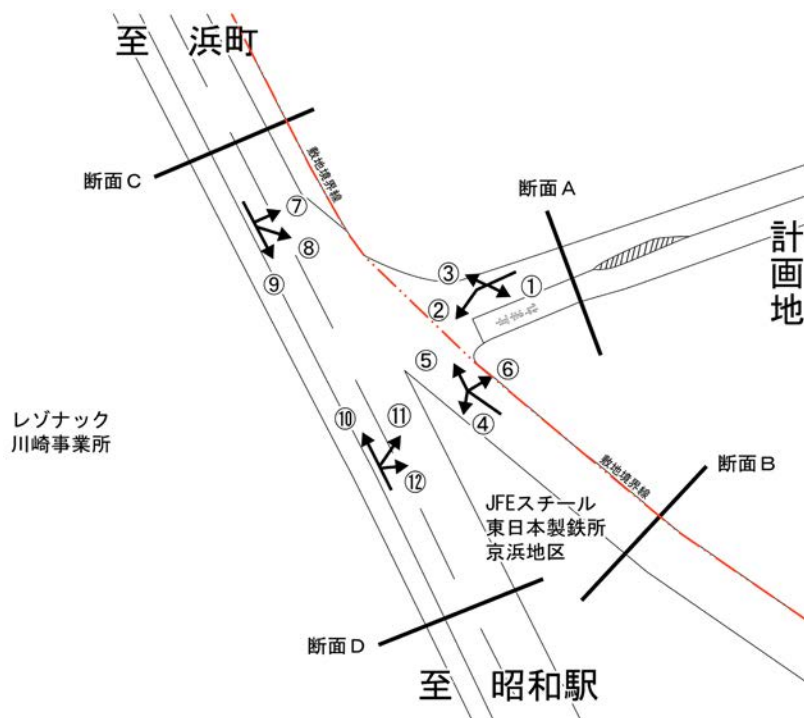 至 浜町
断面C
敷地境界線
断面A
計画地
⑦
⑧
⑨
③
①
②
停車枠
⑤
⑥
④
⑩
⑪
⑫
レゾナック
川崎事業所
敷地境界線
断面B
JFEスチール
東日本製鉄所
京浜地区
断面D
至 昭和駅